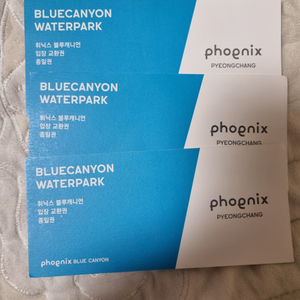 BLUECANYON
WATERPARK
휘닉스 블루캐니언
입장 교환권
종일권
phoenix
PYEONGCHANG
BLUECANYON
WATERPARK
휘닉스 블루캐니언
입장 교환권
종일권
phoenix
PYEONGCHANG
BLUECANYON
WATERPARK
휘닉스 블루캐니언
입장 교환권
종일권
phoenix
PYEONGCHANG
phoenix BLUE CANYON